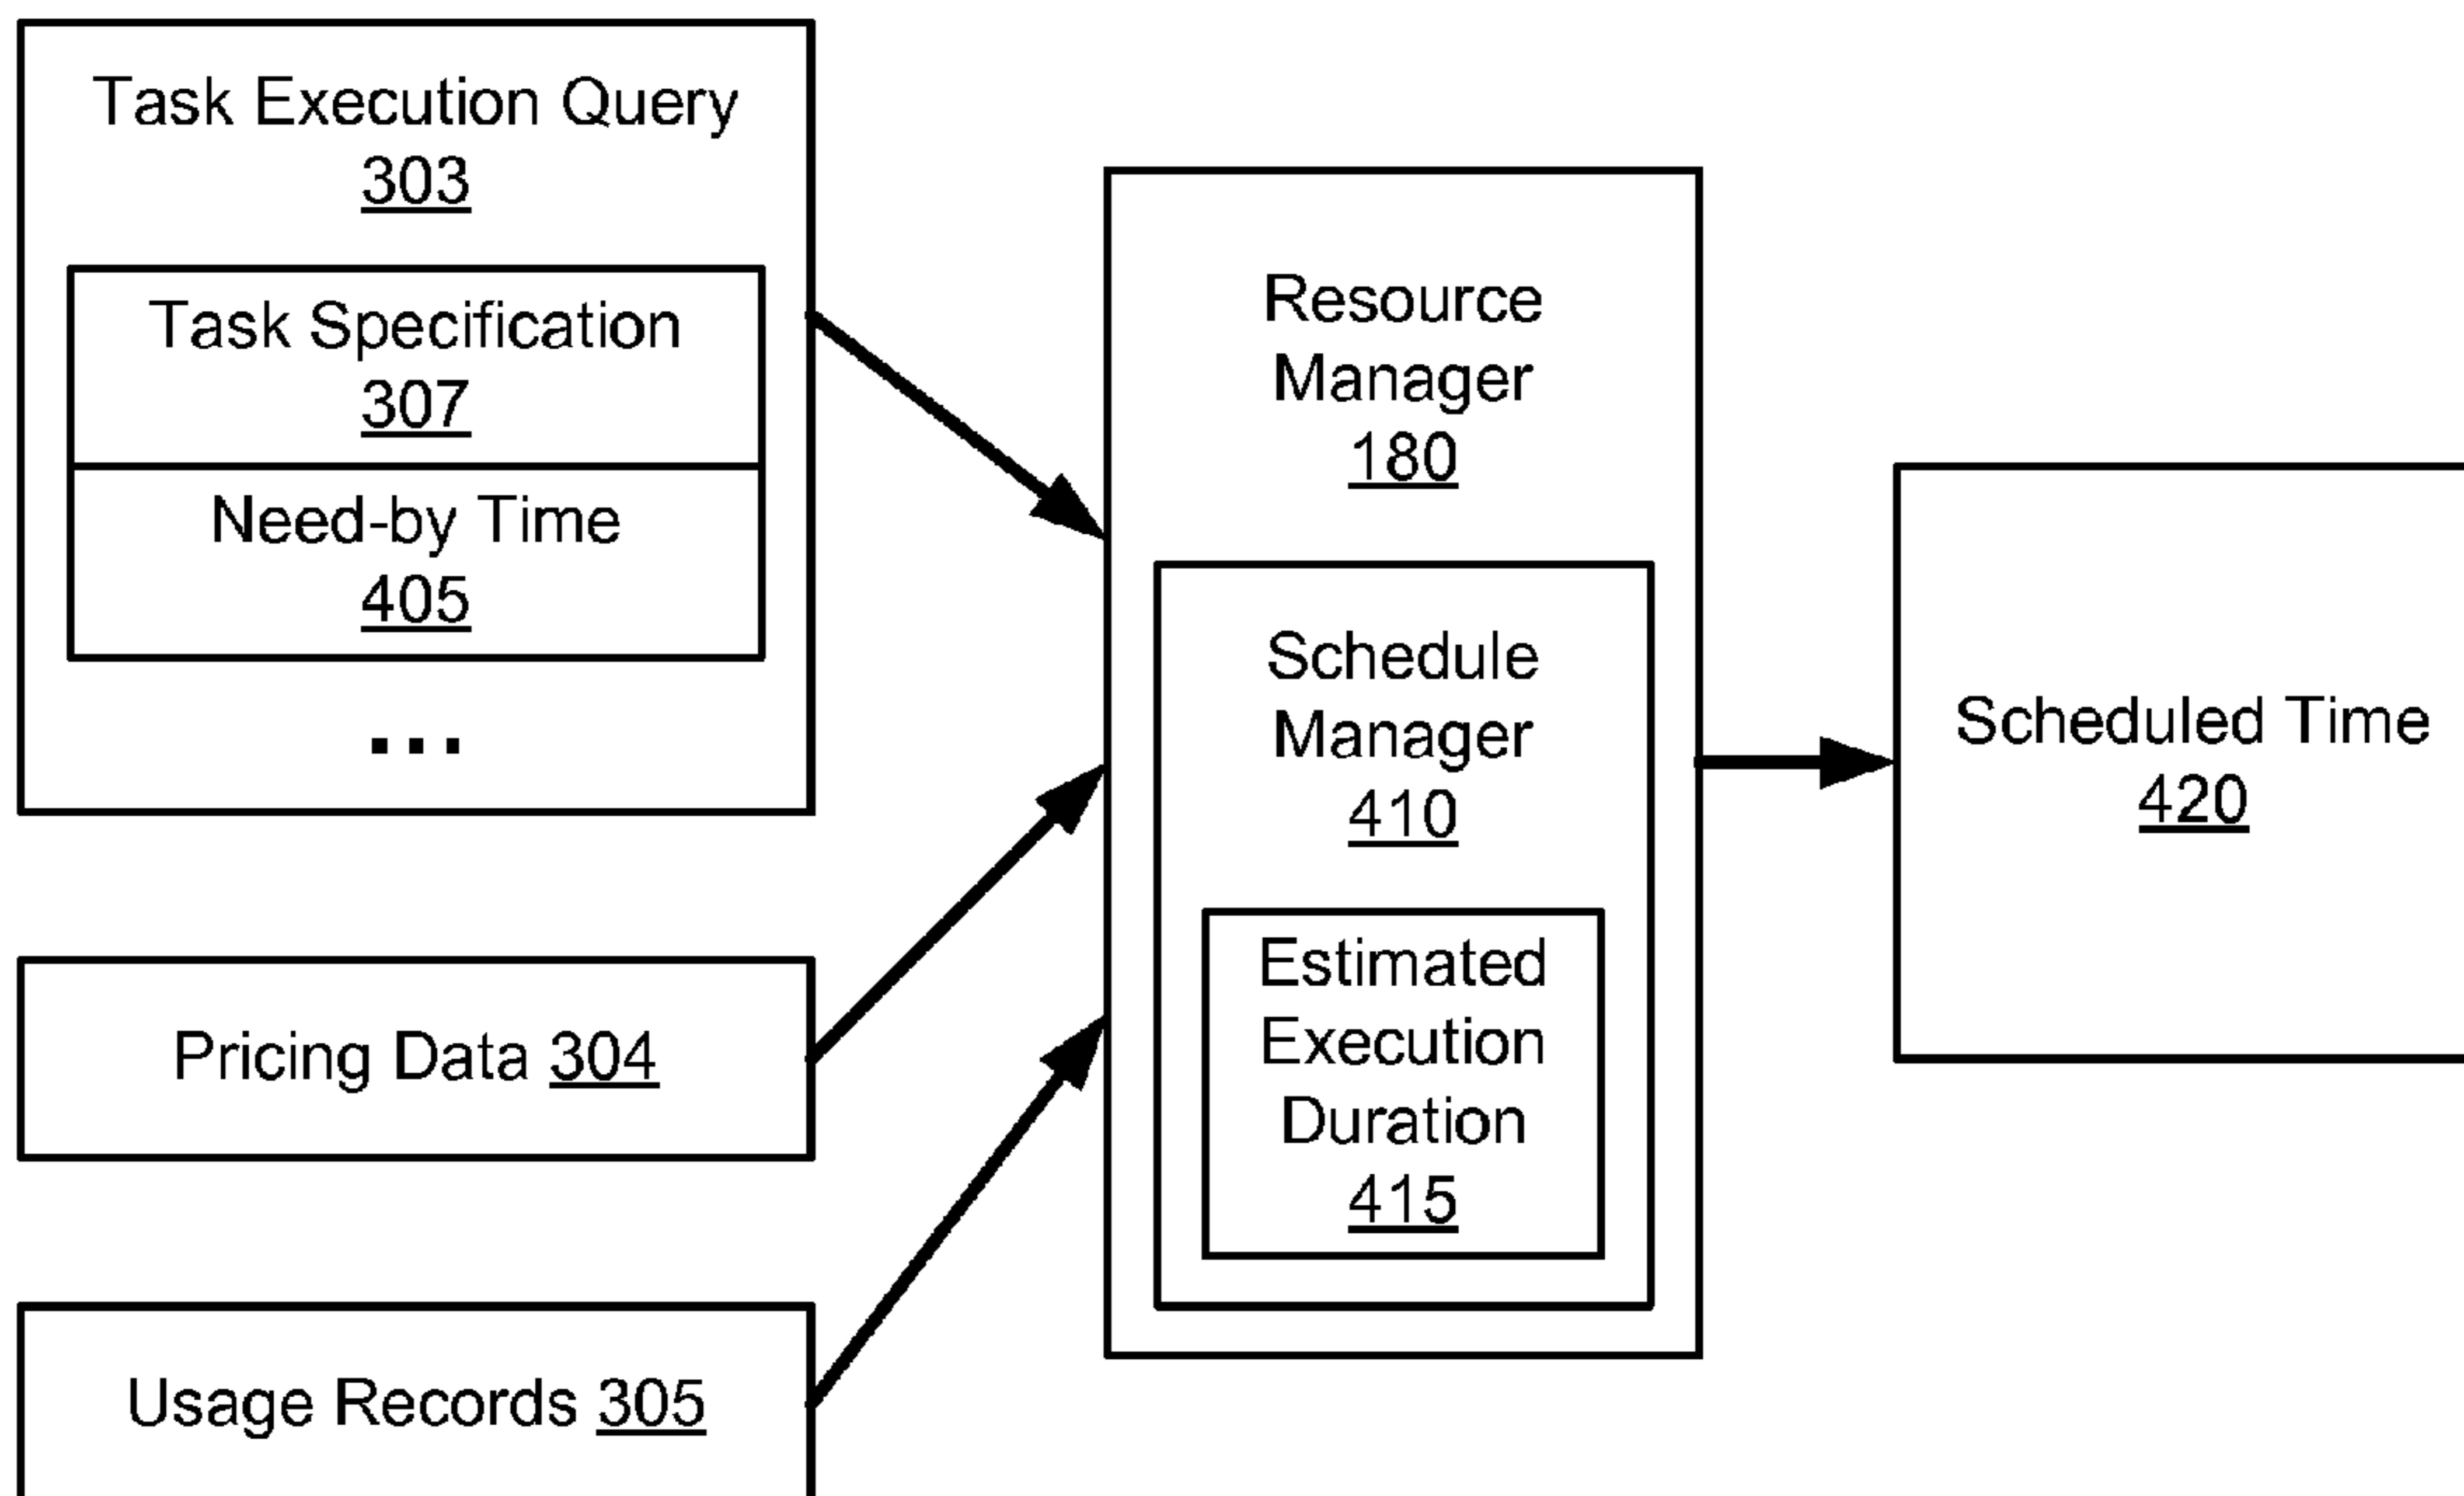 Task Execution Query
303
Task Specification
307
Need-by Time
405
...
Pricing Data 304
Usage Records 305
Resource
Manager
180
Schedule
Manager
410
Estimated
Execution
Duration
415
Scheduled Time
420